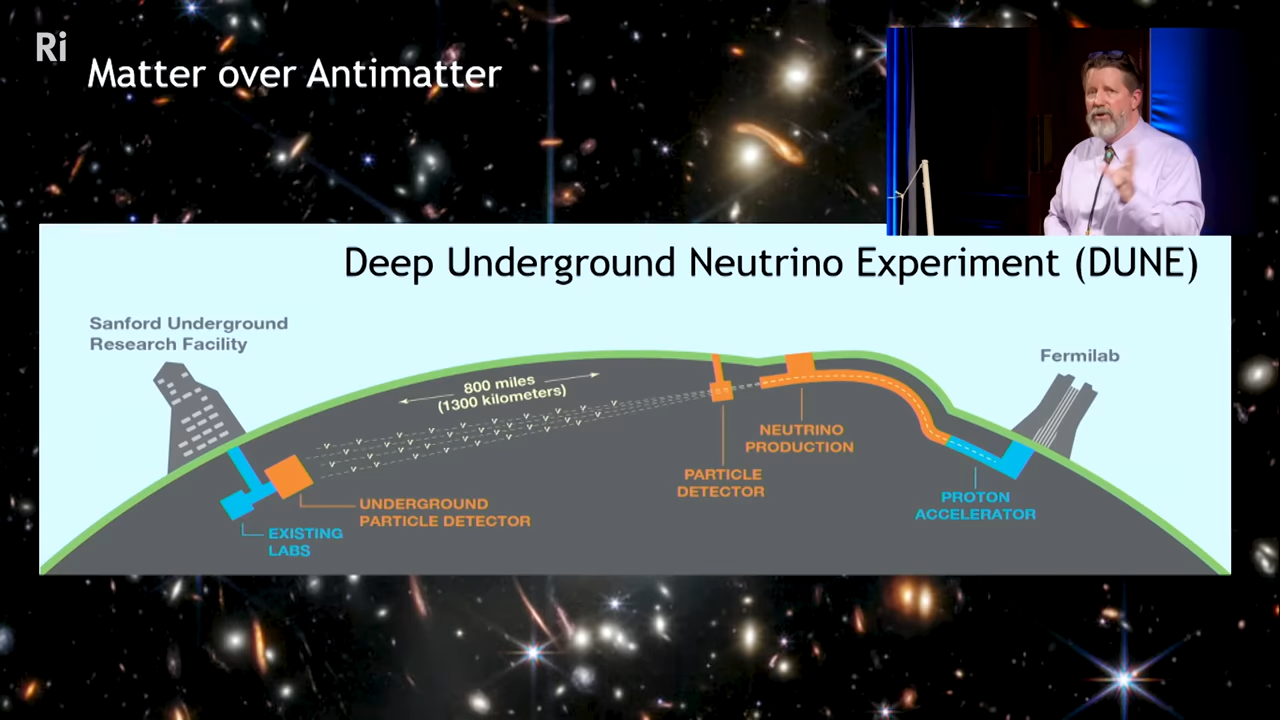 Ri
Matter over Antimatter
Deep Underground Neutrino Experiment (DUNE)
Sanford Underground
Research Facility
Fermilab
800 miles
(1300 kilometers)
NEUTRINO
PRODUCTION
PARTICLE
DETECTOR
PROTON
ACCELERATOR
UNDERGROUND
PARTICLE DETECTOR
EXISTING
LABS